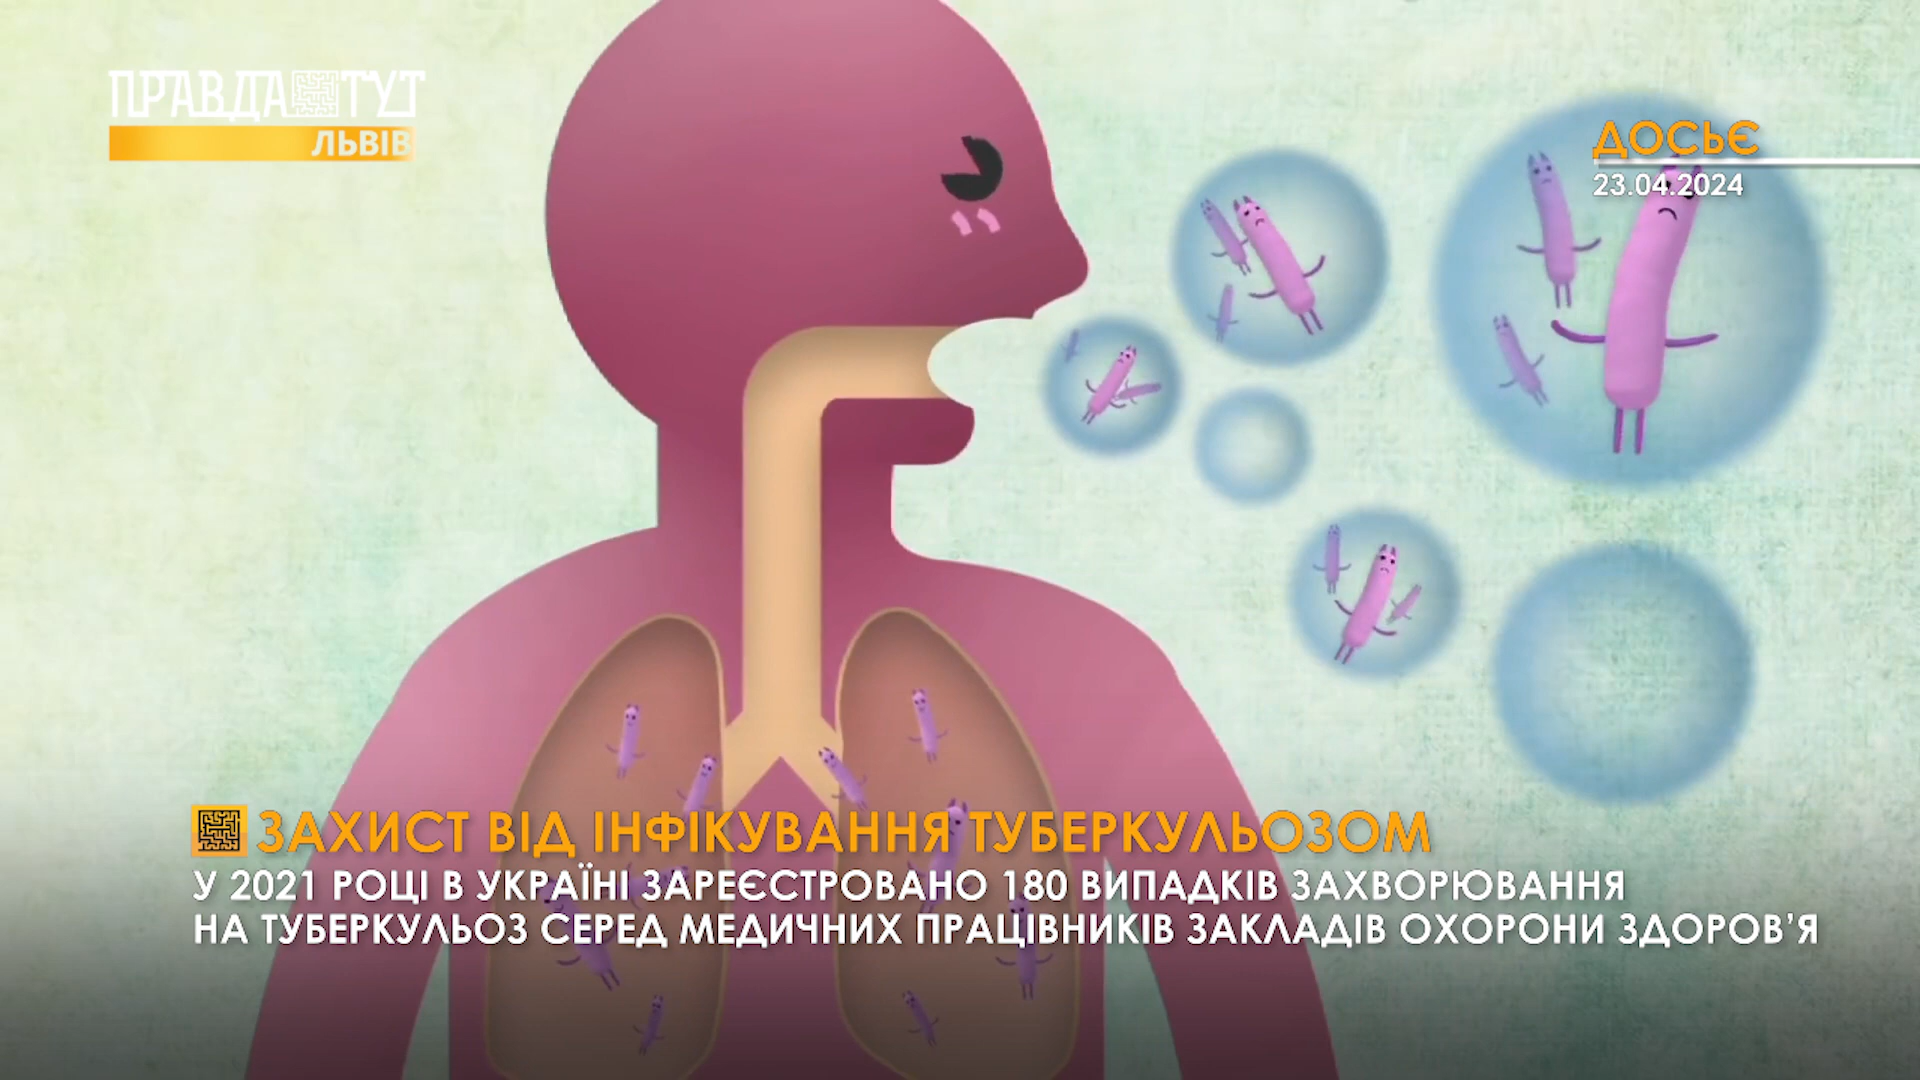 ПРАВДА ТУТ
ЛЬВІВ
ДОСЬЄ
23.04.2024
ЗАХИСТ ВІД ІНФІКУВАННЯ ТУБЕРКУЛЬОЗОМ
У 2021 РОЦІ В УКРАЇНІ ЗАРЕЄСТРОВАНО 180 ВИПАДКІВ ЗАХВОРЮВАННЯ
НА ТУБЕРКУЛЬОЗ СЕРЕД МЕДИЧНИХ ПРАЦІВНИКІВ ЗАКЛАДІВ ОХОРОНИ ЗДОРОВ’Я